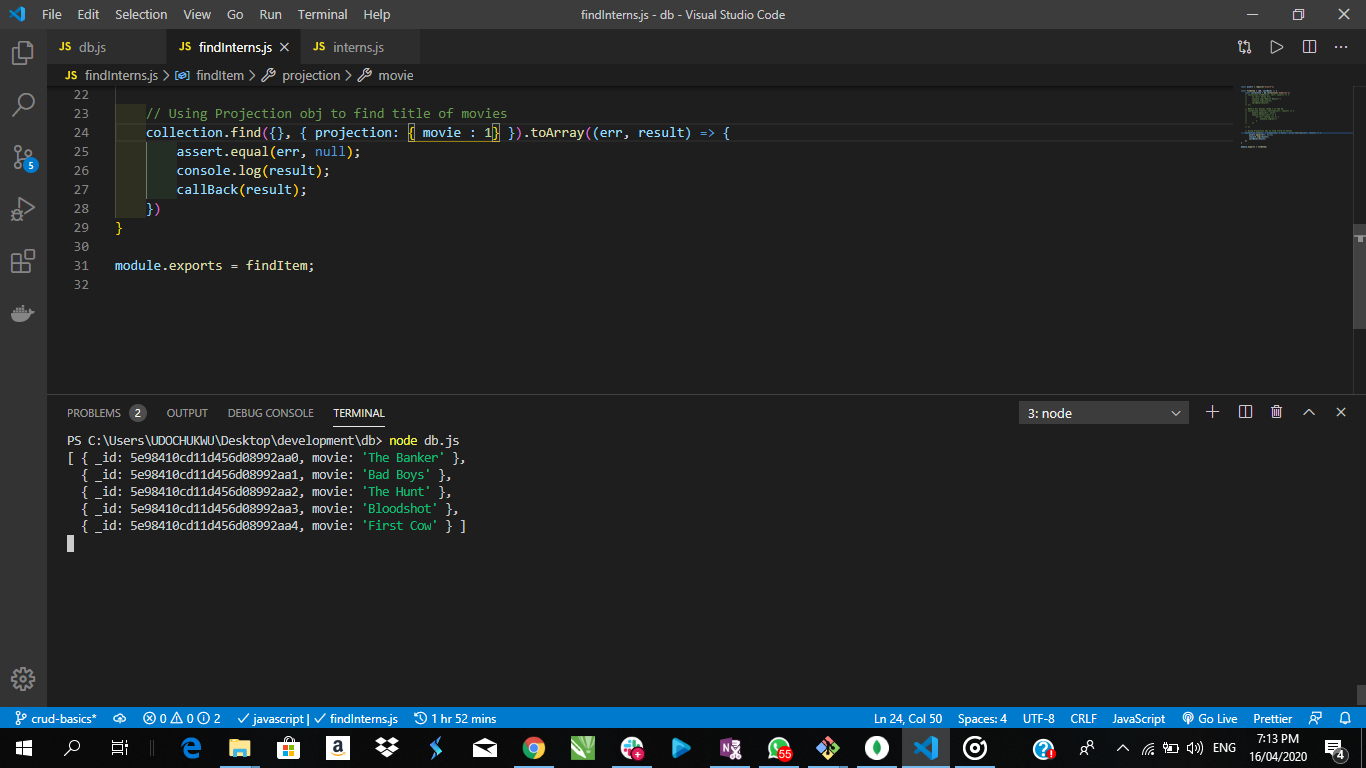 File Edit Selection View Go Run Terminal Help findInterns.js - db - Visual Studio Code
JS db.js JS findInterns.js JS interns.js
JS findInterns.js > findItem > projection > movie
22
23 // Using Projection obj to find title of movies
24 collection.find({}, { projection: { movie : 1} }).toArray((err, result) => {
25 assert.equal(err, null);
26 console.log(result);
27 callBack(result);
28 })
29 }
30
31 module.exports = findItem;
32
5
PROBLEMS 2 OUTPUT DEBUG CONSOLE TERMINAL 3: node
PS C:\Users\UDOCHUKWU\Desktop\development\db> node db.js
[ { _id: 5e98410cd11d456d08992aa0, movie: 'The Banker' },
{ _id: 5e98410cd11d456d08992aa1, movie: 'Bad Boys' },
{ _id: 5e98410cd11d456d08992aa2, movie: 'The Hunt' },
{ _id: 5e98410cd11d456d08992aa3, movie: 'Bloodshot' },
{ _id: 5e98410cd11d456d08992aa4, movie: 'First Cow' } ]
crud-basics* 0 0 2 javascript | findInterns.js 1 hr 52 mins Ln 24, Col 50 Spaces: 4 UTF-8 CRLF JavaScript Go Live Prettier
55 ENG 7:13 PM
16/04/2020 4